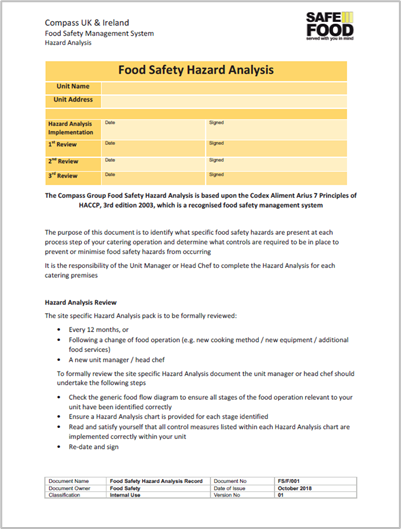 Compass UK & Ireland
Food Safety Management System
Hazard Analysis
SAFE
FOOD
served with you in mind
Food Safety Hazard Analysis
Unit Name
Unit Address
Hazard Analysis Date Signed
Implementation
1st Review Date Signed
2nd Review Date Signed
3rd Review Date Signed
The Compass Group Food Safety Hazard Analysis is based upon the Codex Aliment Arius 7 Principles of
HACCP, 3rd edition 2003, which is a recognised food safety management system
The purpose of this document is to identify what specific food safety hazards are present at each
process step of your catering operation and determine what controls are required to be in place to
prevent or minimise food safety hazards from occurring
It is the responsibility of the Unit Manager or Head Chef to complete the Hazard Analysis for each
catering premises
Hazard Analysis Review
The site specific Hazard Analysis pack is to be formally reviewed:
• Every 12 months, or
• Following a change of food operation (e.g. new cooking method / new equipment / additional
food services)
• A new unit manager / head chef
To formally review the site specific Hazard Analysis document the unit manager or head chef should
undertake the following steps
• Check the generic food flow diagram to ensure all stages of the food operation relevant to your
unit have been identified correctly
• Ensure a Hazard Analysis chart is provided for each stage identified
• Read and satisfy yourself that all control measures listed within each Hazard Analysis chart are
implemented correctly within your unit
• Re-date and sign
Document Name Food Safety Hazard Analysis Record Document No FS/F/001
Document Owner Food Safety Date of Issue October 2010
Classification Internal Use Version No 01